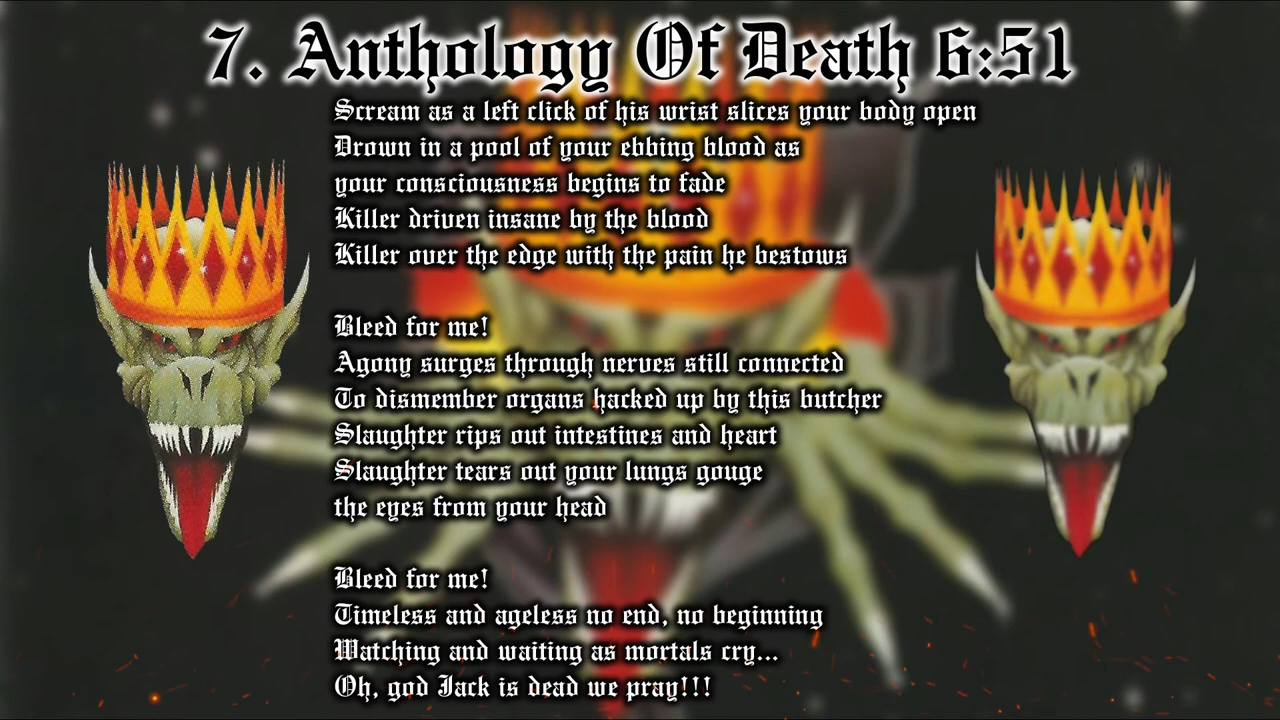 7. Anthology Of Death 6:51
Scream as a left click of his wrist slices your body open
Drown in a pool of your ebbing blood as
your consciousness begins to fade
Killer driven insane by the blood
Killer over the edge with the pain he bestows
Bleed for me!
Agony surges through nerves still connected
To dismember organs hacked up by this butcher
Slaughter rips out intestines and heart
Slaughter tears out your lungs gouge
the eyes from your head
Bleed for me!
Timeless and ageless no end, no beginning
Watching and waiting as mortals cry...
Oh, god Jack is dead we pray!!!